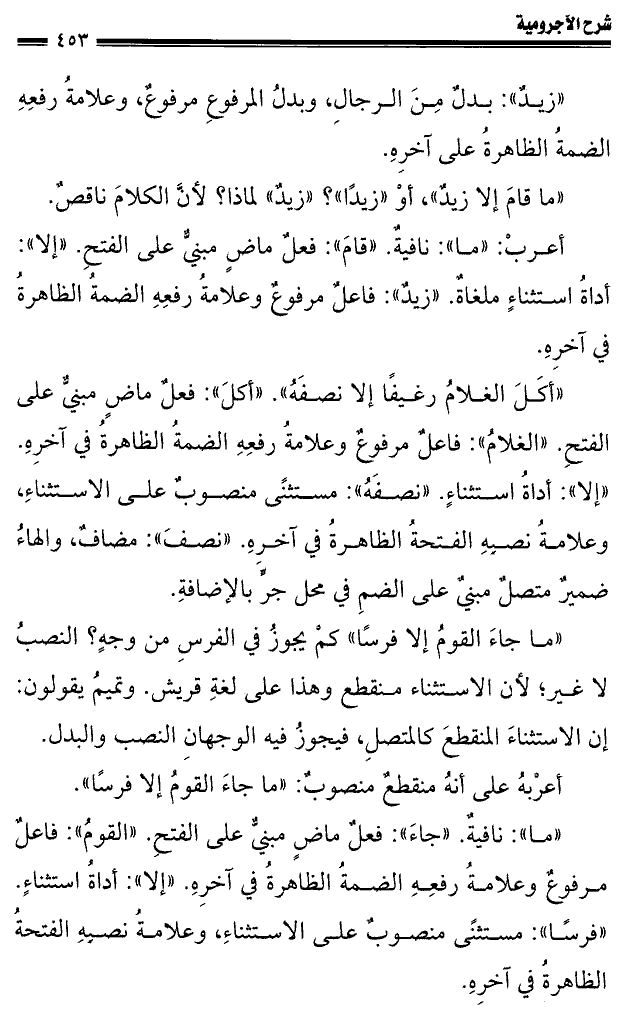 شرح الآجرومية
٤٥٣
«زيدٌ»: بدلٌ مِنَ الرجالِ، وبدلُ المرفوعِ مرفوعٌ، وعلامةُ رفعِهِ
الضمةُ الظاهرةُ على آخرِهِ.
«ما قامَ إلا زيدٌ»، أوْ «زيدًا»؟ «زيدٌ» لماذا؟ لأنَّ الكلامَ ناقصٌ.
أعربْ: «ما»: نافيةٌ. «قامَ»: فعلٌ ماضٍ مبنيٌّ على الفتحِ. «إلا»:
أداةُ استثناءٍ ملغاةٌ. «زيدٌ»: فاعلٌ مرفوعٌ وعلامةُ رفعِهِ الضمةُ الظاهرةُ
في آخرِهِ.
«أكَلَ الغلامُ رغيفًا إلا نصفَهُ». «أكلَ»: فعلٌ ماضٍ مبنيٌّ على
الفتحِ. «الغلامُ»: فاعلٌ مرفوعٌ وعلامةُ رفعِهِ الضمةُ الظاهرةُ في آخرِهِ.
«إلا»: أداةُ استثناءٍ. «نصفَهُ»: مستثنًى منصوبٌ على الاستثناءِ،
وعلامةُ نصبِهِ الفتحةُ الظاهرةُ في آخرِهِ. «نصفَ»: مضافٌ، والهاءُ
ضميرٌ متصلٌ مبنيٌ على الضمِ في محل جرٍّ بالإضافةِ.
«ما جاءَ القومُ إلا فرسًا» كمْ يجوزُ في الفرسِ من وجهٍ؟ النصبُ
لا غير؛ لأن الاستثناء منقطع وهذا على لغةِ قريش. وتميمُ يقولون:
إن الاستثناءَ المنقطعَ كالمتصلِ، فيجوزُ فيه الوجهانِ النصب والبدل.
أعرْبْهُ على أنهُ منقطعٌ منصوبٌ: «ما جاءَ القومُ إلا فرسًا».
«ما»: نافيةٌ. «جاءَ»: فعلٌ ماضٍ مبنيٌّ على الفتحِ. «القومُ»: فاعلٌ
مرفوعٌ وعلامةُ رفعِهِ الضمةُ الظاهرةُ في آخرِهِ. «إلا»: أداةُ استثناءٍ.
«فرسًا»: مستثنًى منصوبٌ على الاستثناءِ، وعلامةُ نصبِهِ الفتحةُ
الظاهرةُ في آخرِهِ.